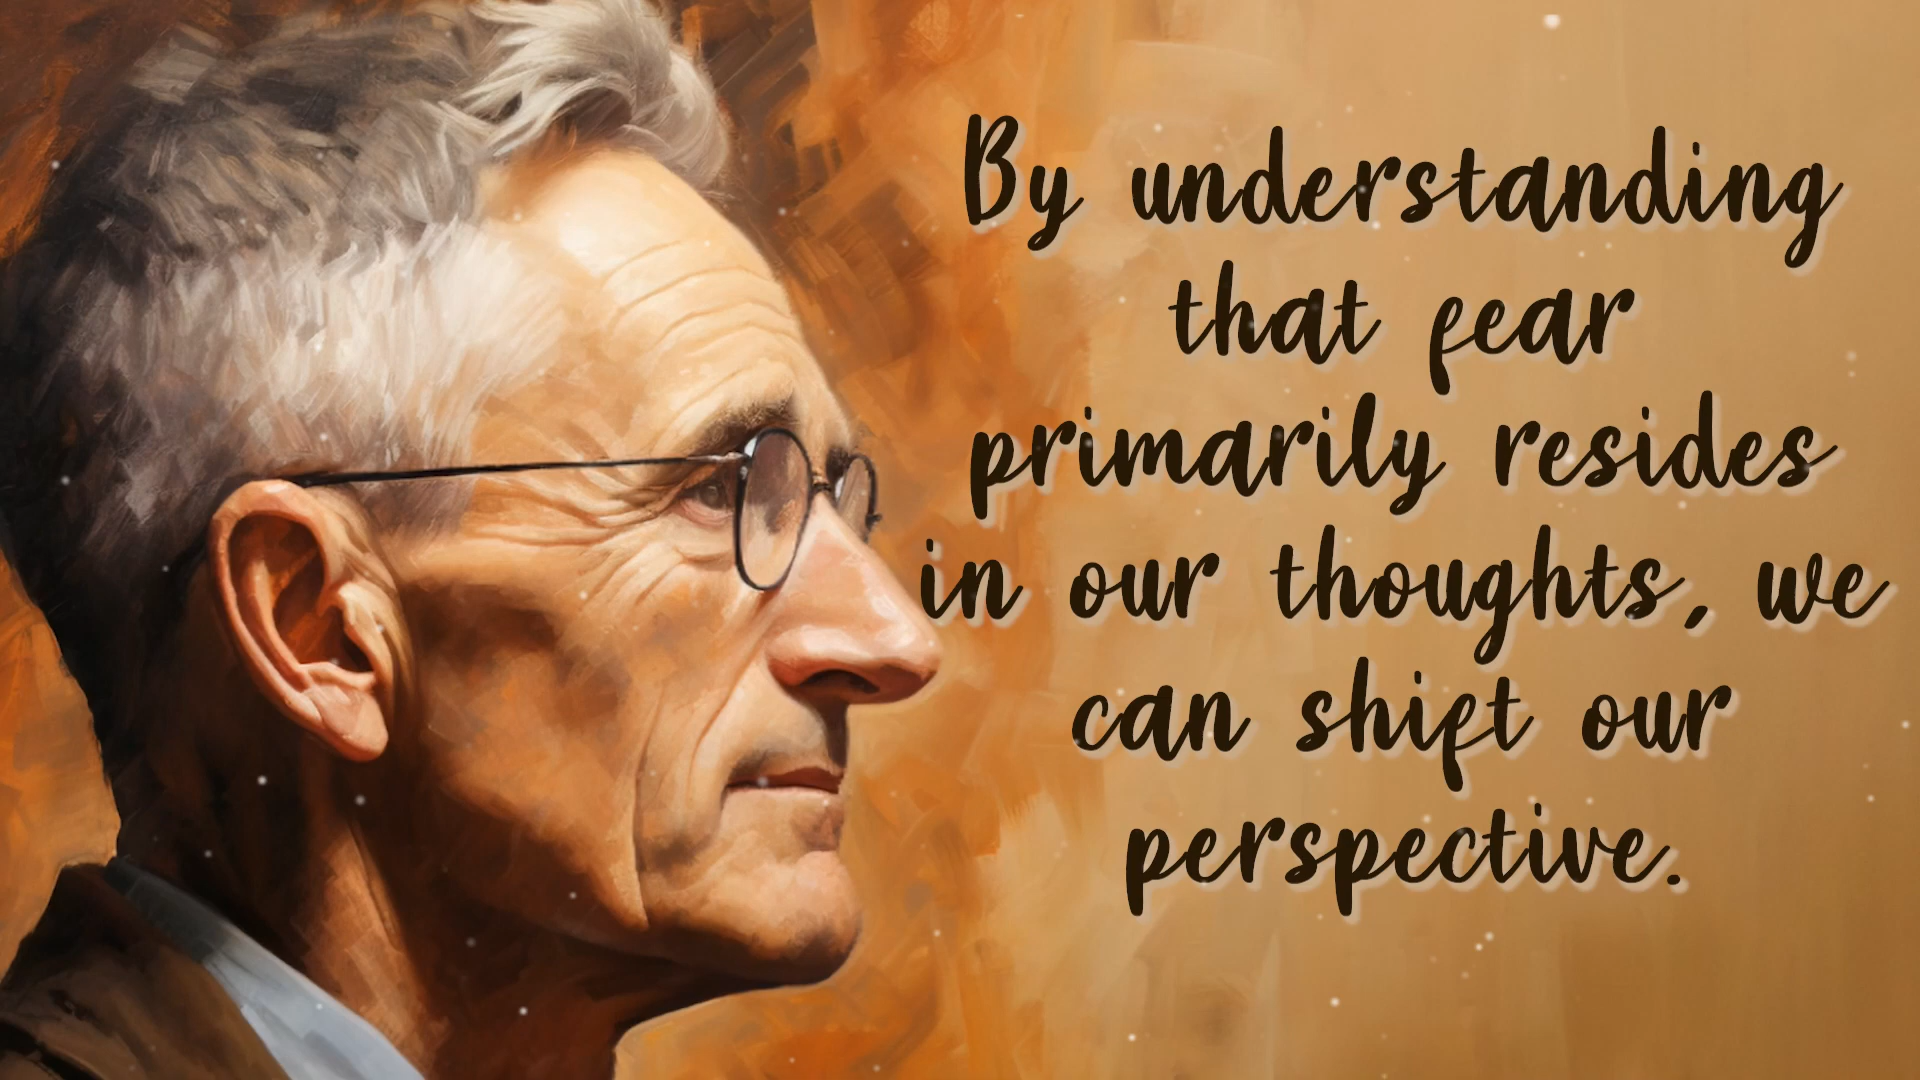 By understanding
that fear
primarily resides
in our thoughts, we
can shift our
perspective.